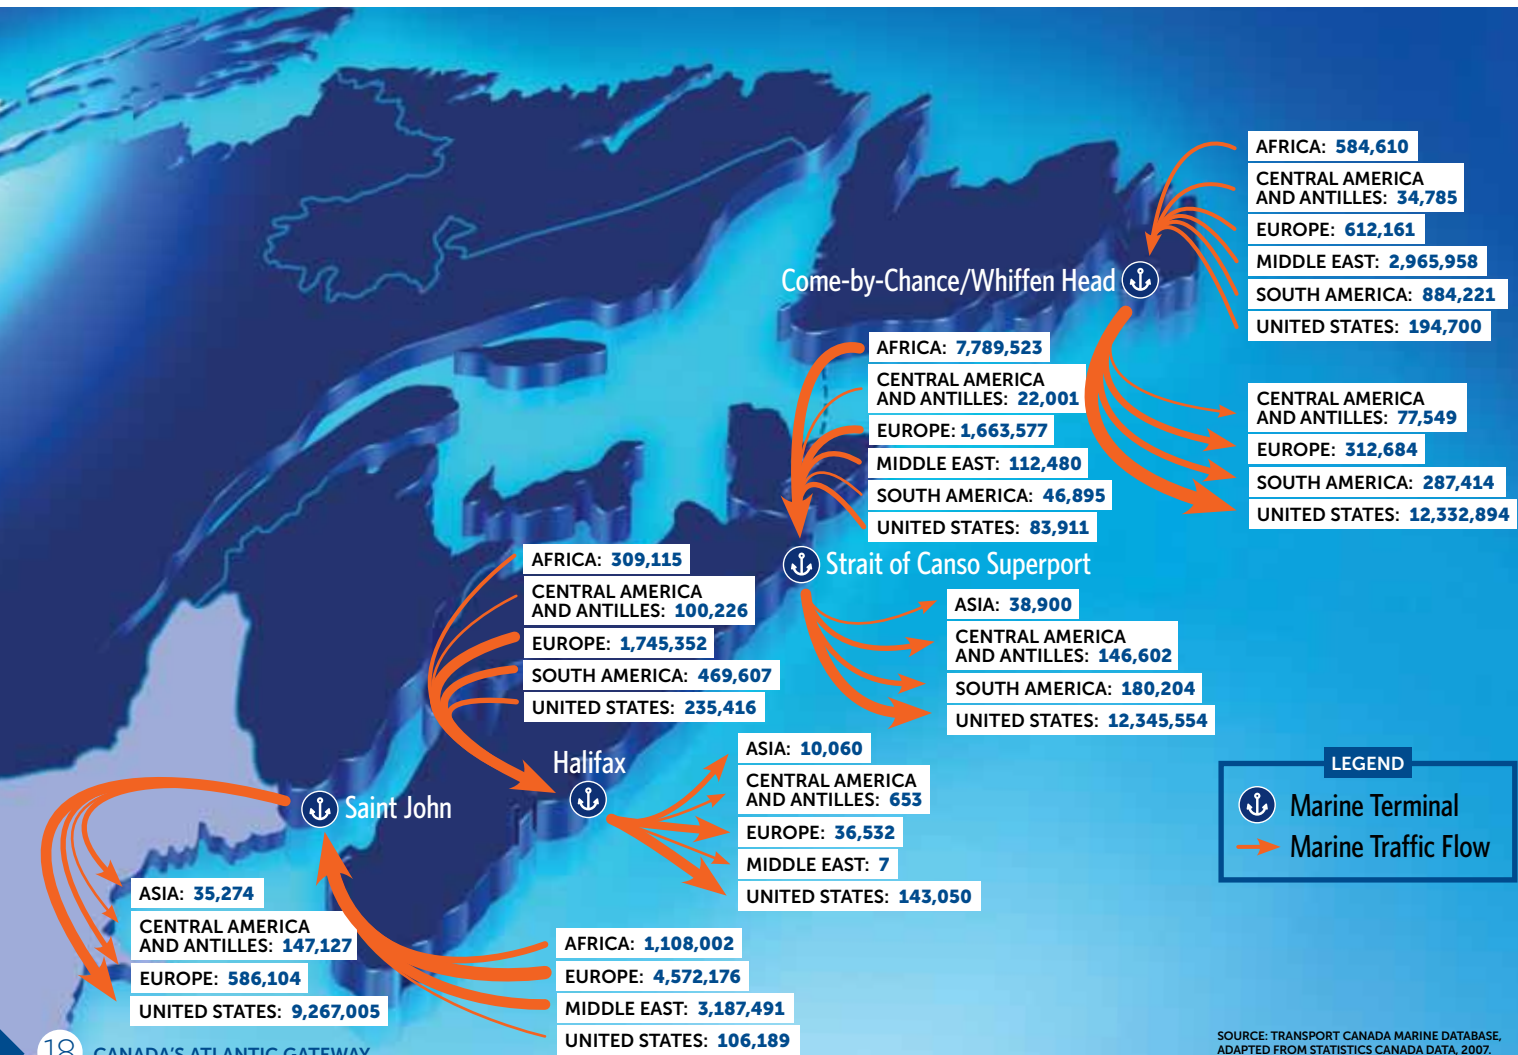 AFRICA: 584,610
CENTRAL AMERICA
AND ANTILLES: 34,785
EUROPE: 612,161
MIDDLE EAST: 2,965,958
SOUTH AMERICA: 884,221
UNITED STATES: 194,700
Come-by-Chance/Whiffen Head
CENTRAL AMERICA
AND ANTILLES: 77,549
EUROPE: 312,684
SOUTH AMERICA: 287,414
UNITED STATES: 12,332,894
AFRICA: 7,789,523
CENTRAL AMERICA
AND ANTILLES: 22,001
EUROPE: 1,663,577
MIDDLE EAST: 112,480
SOUTH AMERICA: 46,895
UNITED STATES: 83,911
Strait of Canso Superport
ASIA: 38,900
CENTRAL AMERICA
AND ANTILLES: 146,602
SOUTH AMERICA: 180,204
UNITED STATES: 12,345,554
AFRICA: 309,115
CENTRAL AMERICA
AND ANTILLES: 100,226
EUROPE: 1,745,352
SOUTH AMERICA: 469,607
UNITED STATES: 235,416
Halifax
ASIA: 10,060
CENTRAL AMERICA
AND ANTILLES: 653
EUROPE: 36,532
MIDDLE EAST: 7
UNITED STATES: 143,050
Saint John
ASIA: 35,274
CENTRAL AMERICA
AND ANTILLES: 147,127
EUROPE: 586,104
UNITED STATES: 9,267,005
AFRICA: 1,108,002
EUROPE: 4,572,176
MIDDLE EAST: 3,187,491
UNITED STATES: 106,189
LEGEND
Marine Terminal
Marine Traffic Flow
18 CANADA'S ATLANTIC GATEWAY
SOURCE: TRANSPORT CANADA MARINE DATABASE,
ADAPTED FROM STATISTICS CANADA DATA, 2007.